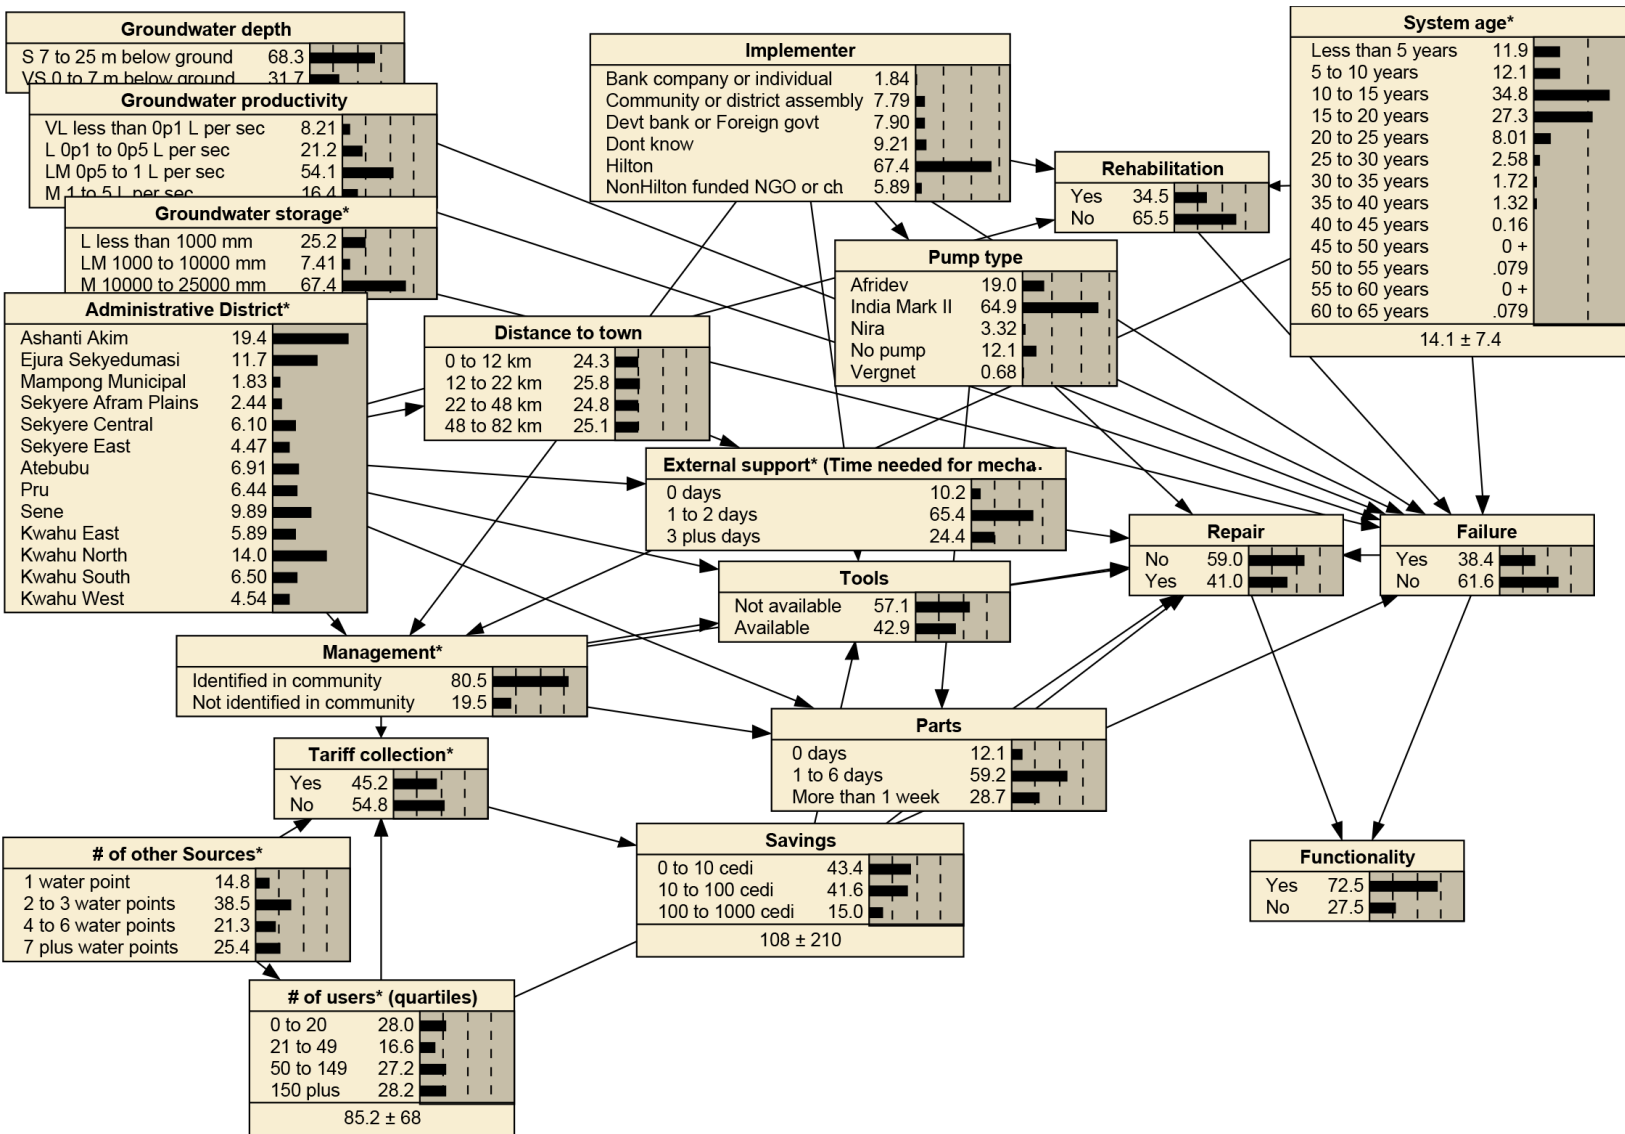 Groundwater depth
S 7 to 25 m below ground 68.3
VS 0 to 7 m below ground 31.7
Groundwater productivity
VL less than 0p1 L per sec 8.21
L 0p1 to 0p5 L per sec 21.2
LM 0p5 to 1 L per sec 54.1
M 1 to 5 L per sec 16.4
Groundwater storage*
L less than 1000 mm 25.2
LM 1000 to 10000 mm 7.41
M 10000 to 25000 mm 67.4
Administrative District*
Ashanti Akim 19.4
Ejura Sekyedumasi 11.7
Mampong Municipal 1.83
Sekyere Afram Plains 2.44
Sekyere Central 6.10
Sekyere East 4.47
Atebubu 6.91
Pru 6.44
Sene 9.89
Kwahu East 5.89
Kwahu North 14.0
Kwahu South 6.50
Kwahu West 4.54
Implementer
Bank company or individual 1.84
Community or district assembly 7.79
Devt bank or Foreign govt 7.90
Dont know 9.21
Hilton 67.4
NonHilton funded NGO or ch 5.89
System age*
Less than 5 years 11.9
5 to 10 years 12.1
10 to 15 years 34.8
15 to 20 years 27.3
20 to 25 years 8.01
25 to 30 years 2.58
30 to 35 years 1.72
35 to 40 years 1.32
40 to 45 years 0.16
45 to 50 years 0 +
50 to 55 years .079
55 to 60 years 0 +
60 to 65 years .079
14.1 ± 7.4
Rehabilitation
Yes 34.5
No 65.5
Pump type
Afridev 19.0
India Mark II 64.9
Nira 3.32
No pump 12.1
Vergnet 0.68
Distance to town
0 to 12 km 24.3
12 to 22 km 25.8
22 to 48 km 24.8
48 to 82 km 25.1
External support* (Time needed for mecha..
0 days 10.2
1 to 2 days 65.4
3 plus days 24.4
Repair
No 59.0
Yes 41.0
Failure
Yes 38.4
No 61.6
Tools
Not available 57.1
Available 42.9
Management*
Identified in community 80.5
Not identified in community 19.5
Parts
0 days 12.1
1 to 6 days 59.2
More than 1 week 28.7
Tariff collection*
Yes 45.2
No 54.8
Savings
0 to 10 cedi 43.4
10 to 100 cedi 41.6
100 to 1000 cedi 15.0
108 ± 210
# of other Sources*
1 water point 14.8
2 to 3 water points 38.5
4 to 6 water points 21.3
7 plus water points 25.4
Functionality
Yes 72.5
No 27.5
# of users* (quartiles)
0 to 20 28.0
21 to 49 16.6
50 to 149 27.2
150 plus 28.2
85.2 ± 68